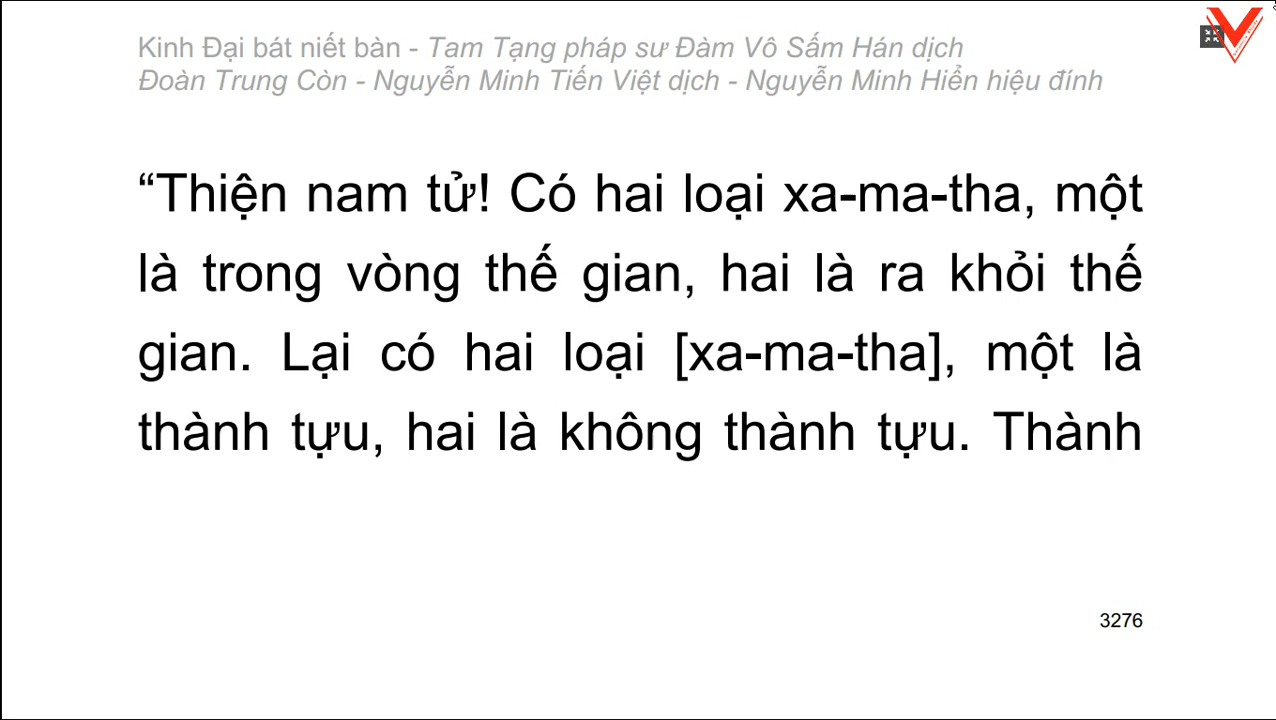 Kinh Đại bát niết bàn - Tam Tạng pháp sư Đàm Vô Sấm Hán dịch
Đoàn Trung Còn - Nguyễn Minh Tiến Việt dịch - Nguyễn Minh Hiển hiệu đính
“Thiện nam tử! Có hai loại xa-ma-tha, một
là trong vòng thế gian, hai là ra khỏi thế
gian. Lại có hai loại [xa-ma-tha], một là
thành tựu, hai là không thành tựu. Thành
3276